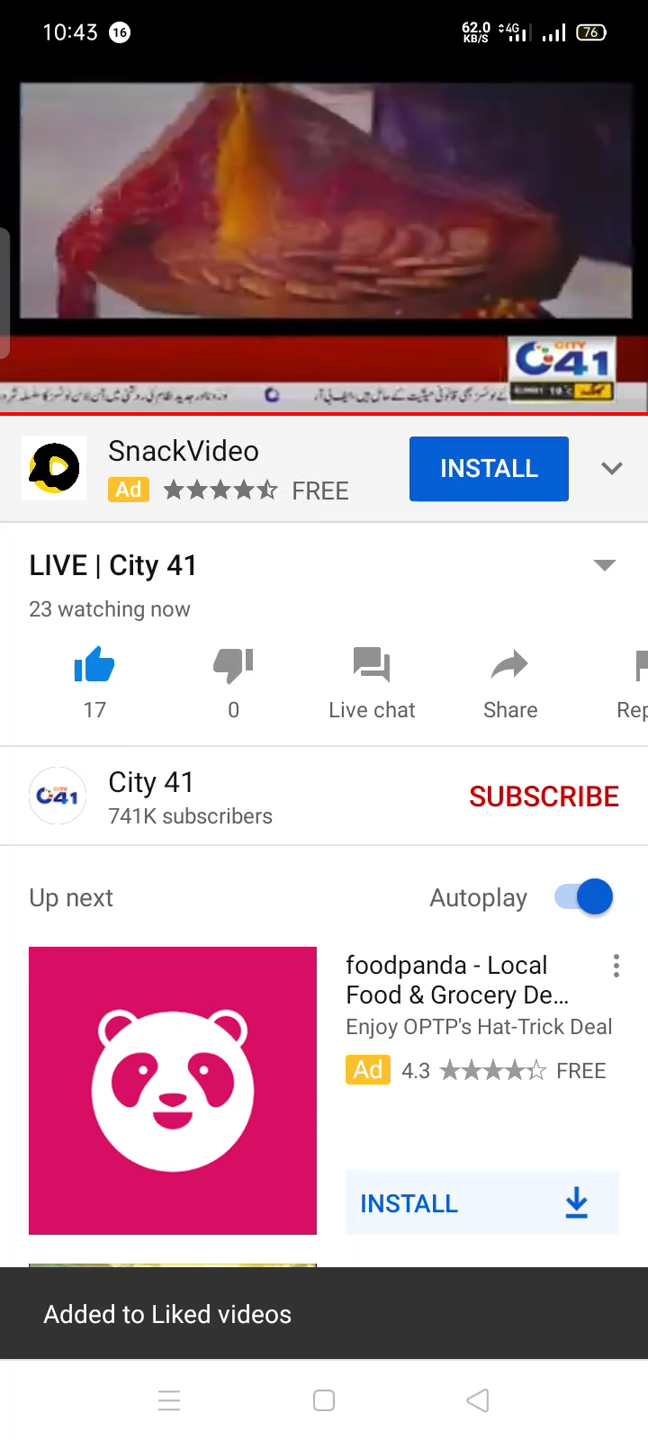 10:43 16 62.0 KB/S 4G 76
CITY
C41
SnackVideo
Ad FREE
INSTALL
LIVE | City 41
23 watching now
17 0 Live chat Share Rep
City 41
741K subscribers
SUBSCRIBE
Up next Autoplay
foodpanda - Local
Food & Grocery De...
Enjoy OPTP's Hat-Trick Deal
Ad 4.3 FREE
INSTALL
Added to Liked videos